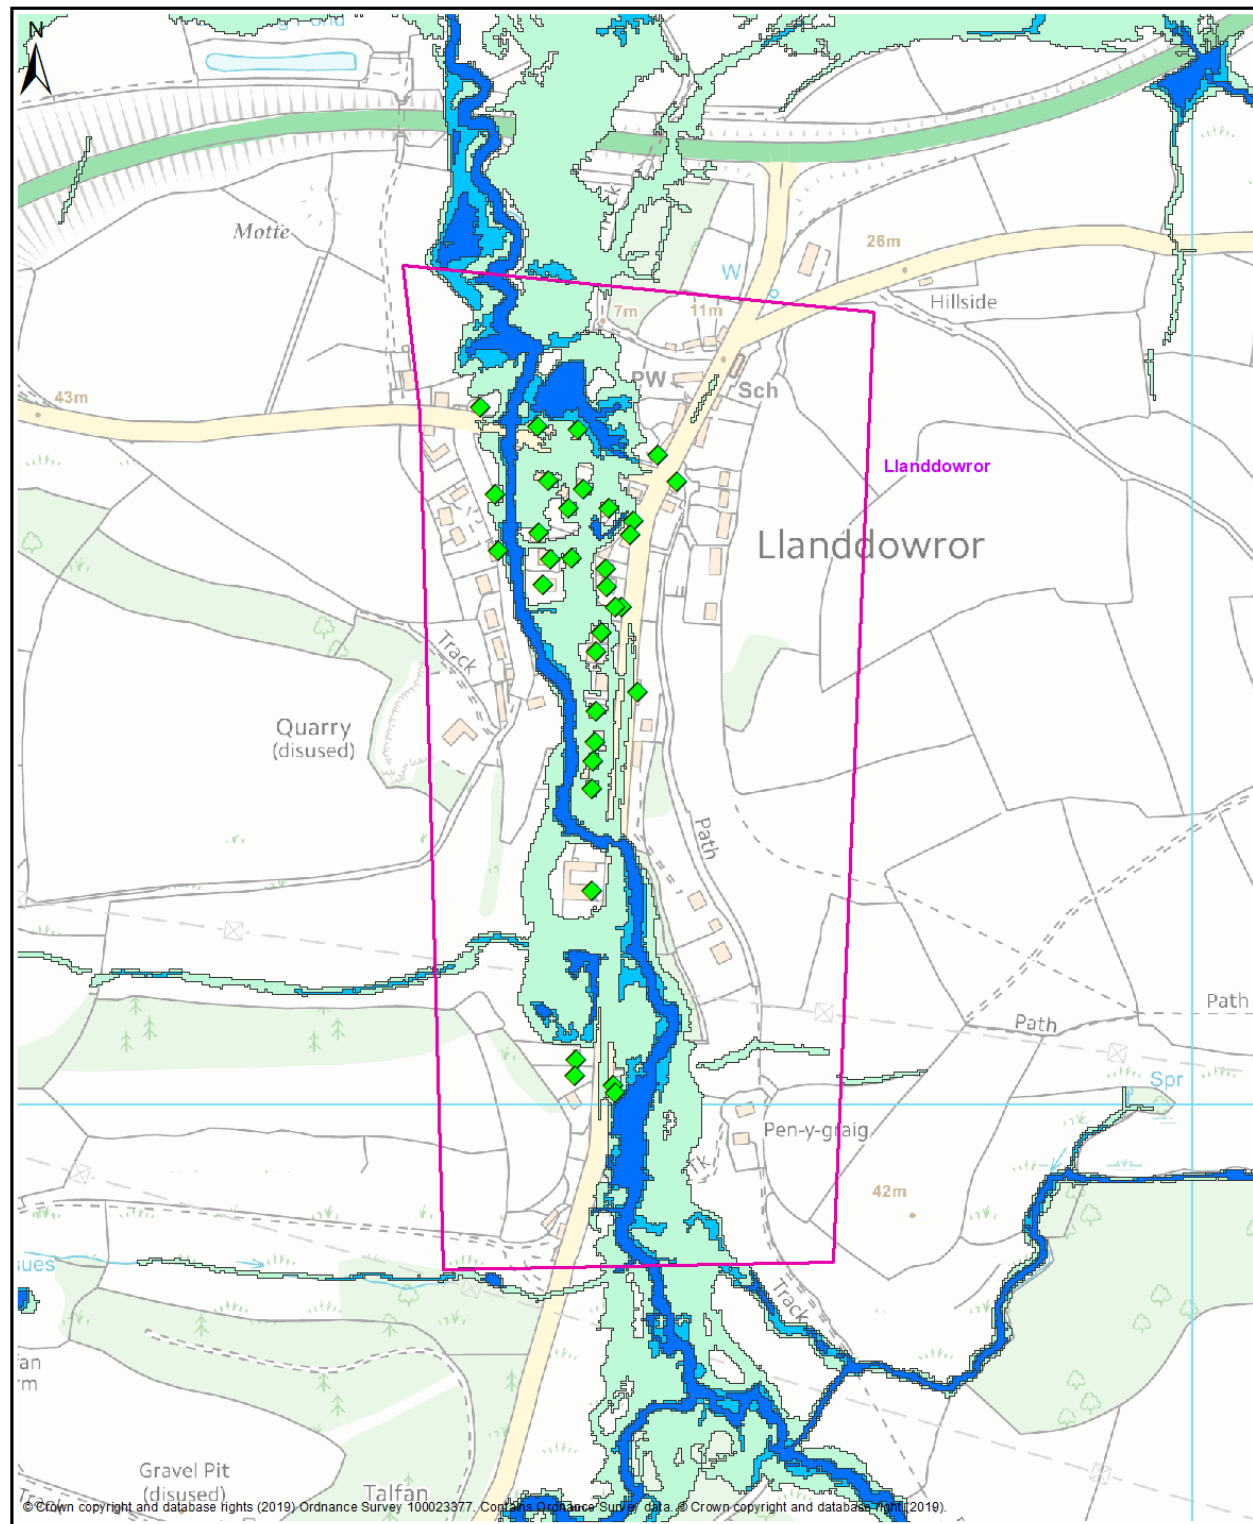 N
Motte
26m
W
Hillside
7m
11m
PW
Sch
43m
Llanddowror
Llanddowror
Track
Quarry
(disused)
Path
Path
Path
Spr
Pen-y-graig
42m
Track
Gravel Pit
(disused)
Talfan
© Crown copyright and database rights (2019) Ordnance Survey 100023377. Contains Ordnance Survey data. © Crown copyright and database right (2019).